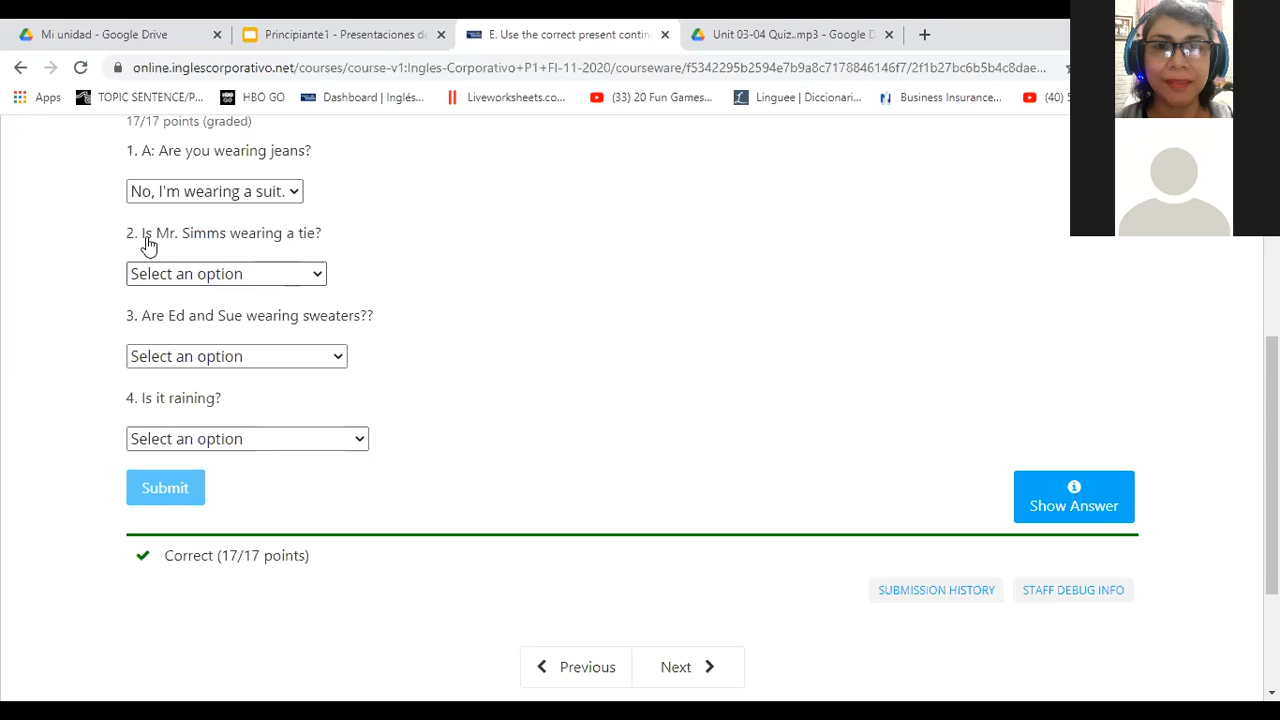 Mi unidad - Google Drive
Principiante1 - Presentaciones
E. Use the correct present contin
Unit 03-04 Quiz..mp3 - Google D
online.inglescorporativo.net/courses/course-v1:Ingles-Corporativo+P1+FI-11-2020/courseware/f5342295b2594e7b9a8c7178846146f7/2f1b27bc6b5b4c8dae...
Apps
TOPIC SENTENCE/P...
HBO GO
Dashboard | Inglés...
Liveworksheets.co...
(33) 20 Fun Games...
Linguee | Diccionari...
Business Insurance...
(40)
17/17 points (graded)
1. A: Are you wearing jeans?
No, I'm wearing a suit.
2. Is Mr. Simms wearing a tie?
Select an option
3. Are Ed and Sue wearing sweaters??
Select an option
4. Is it raining?
Select an option
Submit
Show Answer
Correct (17/17 points)
SUBMISSION HISTORY
STAFF DEBUG INFO
Previous
Next